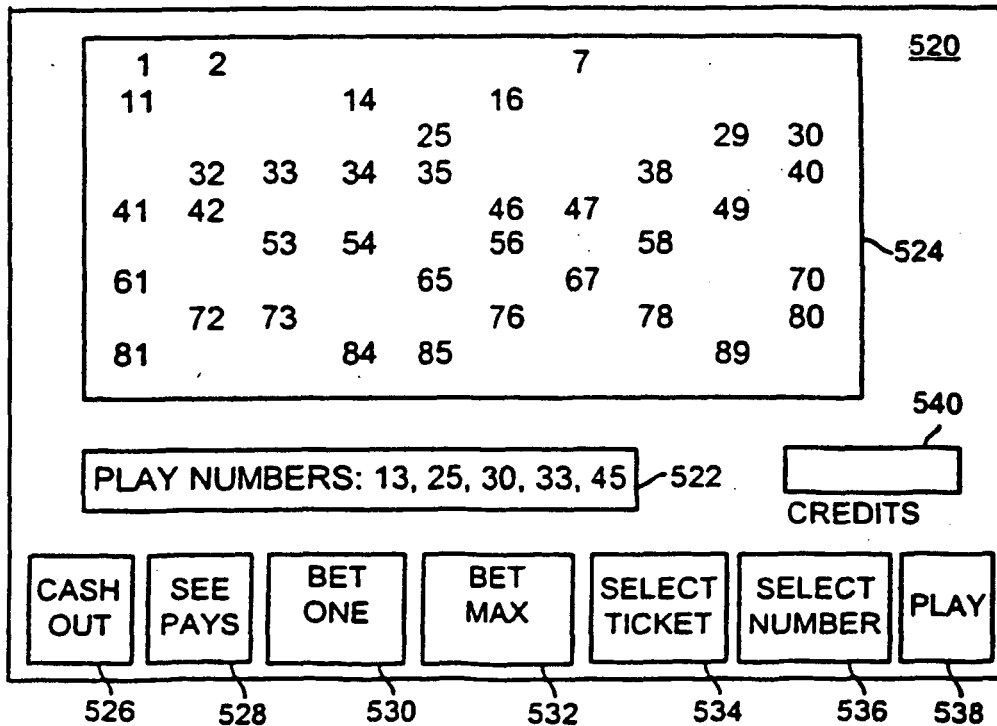 520
1 2 7
11 14 16
25 29 30
32 33 34 35 38 40
41 42 46 47 49
53 54 56 58
524
61 65 67 70
72 73 76 78 80
81 84 85 89
540
PLAY NUMBERS: 13, 25, 30, 33, 45
522
CREDITS
CASH OUT
SEE PAYS
BET ONE
BET MAX
SELECT TICKET
SELECT NUMBER
PLAY
526 528 530 532 534 536 538